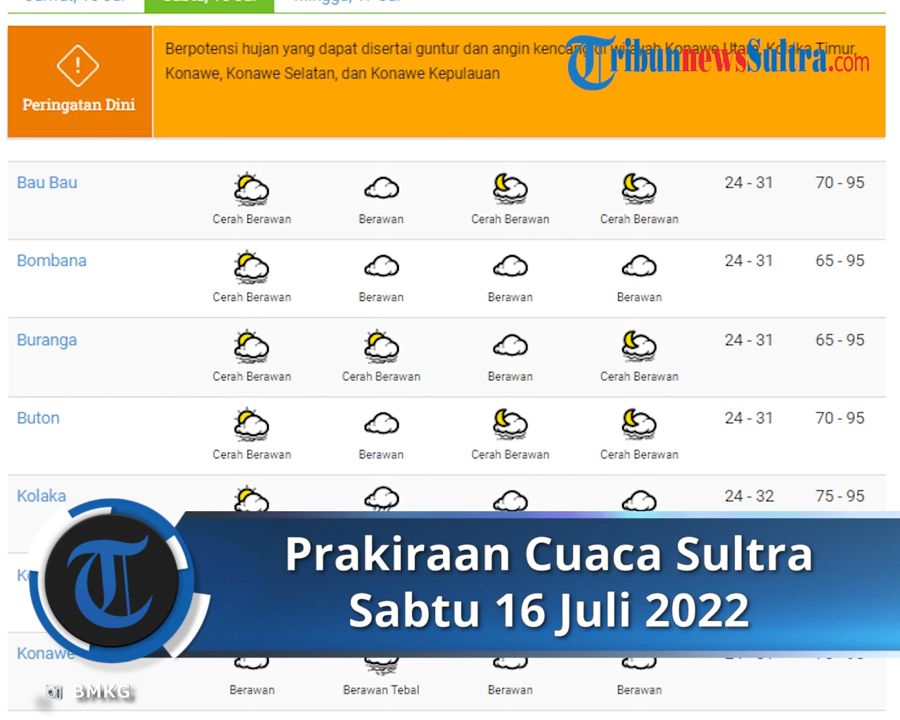 Berpotensi hujan yang dapat disertai guntur dan angin kencang di wilayah Konawe Utara, Kolaka Timur,
Konawe, Konawe Selatan, dan Konawe Kepulauan
Peringatan Dini
TribunnewsSultra.com
Bau Bau 24 - 31 70 - 95
Cerah Berawan Berawan Cerah Berawan Cerah Berawan
Bombana 24 - 31 65 - 95
Cerah Berawan Berawan Berawan Berawan
Buranga 24 - 31 65 - 95
Cerah Berawan Cerah Berawan Berawan Cerah Berawan
Buton 24 - 31 70 - 95
Cerah Berawan Berawan Cerah Berawan Cerah Berawan
Kolaka 24 - 32 75 - 95
Prakiraan Cuaca Sultra
Sabtu 16 Juli 2022
Konawe
Berawan Berawan Tebal Berawan Berawan
BMKG